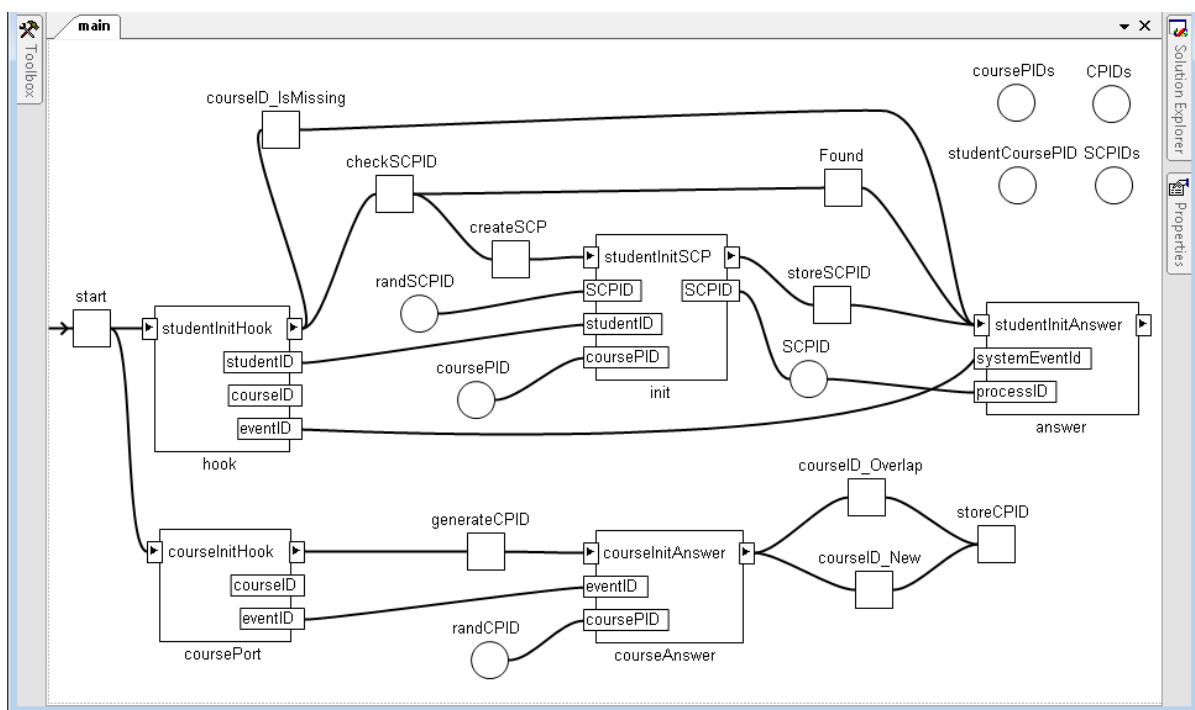 main
Toolbox
Solution Explorer
Properties
coursePIDs
CPIDs
courseID_IsMissing
checkSCPID
Found
studentCoursePID
SCPIDs
createSCP
studentInitSCP
randSCPID
SCPID
SCPID
storeSCPID
start
studentInitHook
studentID
studentInitAnswer
studentID
coursePID
coursePID
SCPID
systemEventId
courseID
init
processID
eventID
answer
hook
courseID_Overlap
generateCPID
storeCPID
courseInitHook
courseInitAnswer
courseID_New
courseID
eventID
eventID
coursePID
randCPID
coursePort
courseAnswer